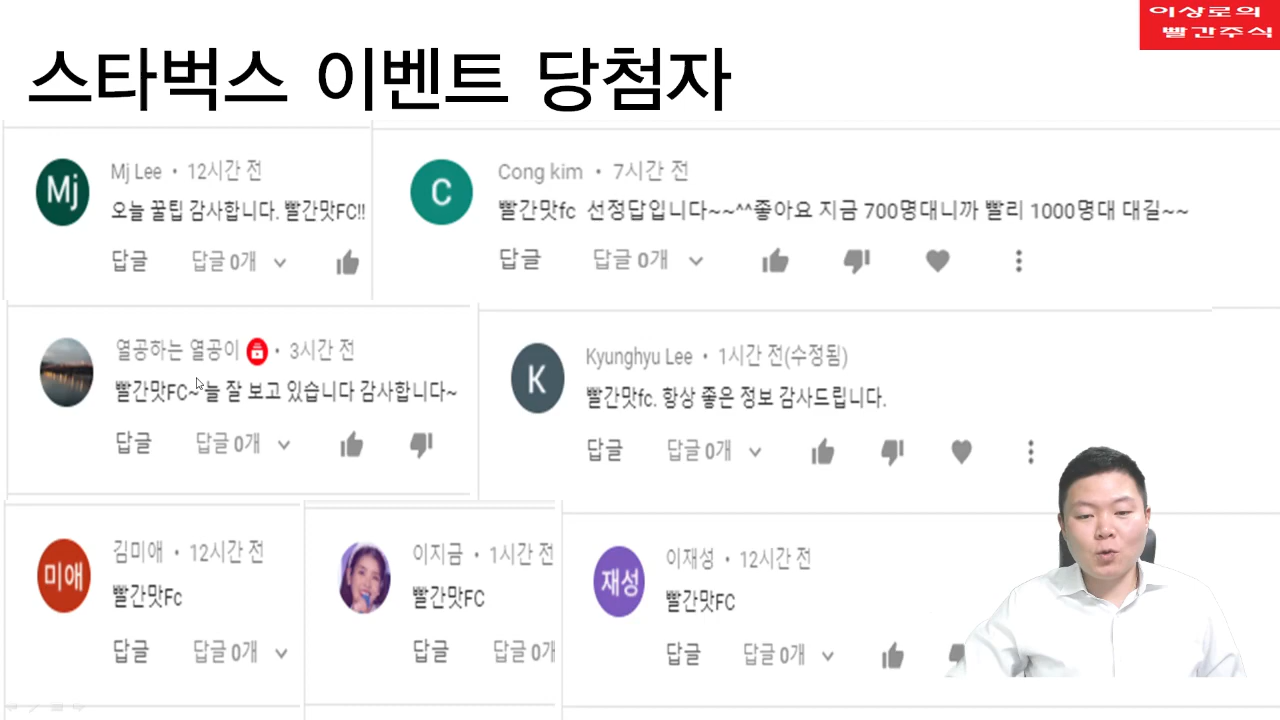 이상로의
빨간주식
스타벅스 이벤트 당첨자
Mj
Mj Lee • 12시간 전
오늘 꿀팁 감사합니다. 빨간맛FC!!
답글 답글 0개
C
Cong kim • 7시간 전
빨간맛fc 선정답입니다~~^^좋아요 지금 700명대니까 빨리 1000명대 대길~~
답글 답글 0개
열공하는 열공이 • 3시간 전
빨간맛FC~늘 잘 보고 있습니다 감사합니다~
답글 답글 0개
K
Kyunghyu Lee • 1시간 전(수정됨)
빨간맛fc. 항상 좋은 정보 감사드립니다.
답글 답글 0개
미애
김미애 • 12시간 전
빨간맛Fc
답글 답글 0개
이지금 • 1시간 전
빨간맛FC
답글 답글 0개
재성
이재성 • 12시간 전
빨간맛FC
답글 답글 0개